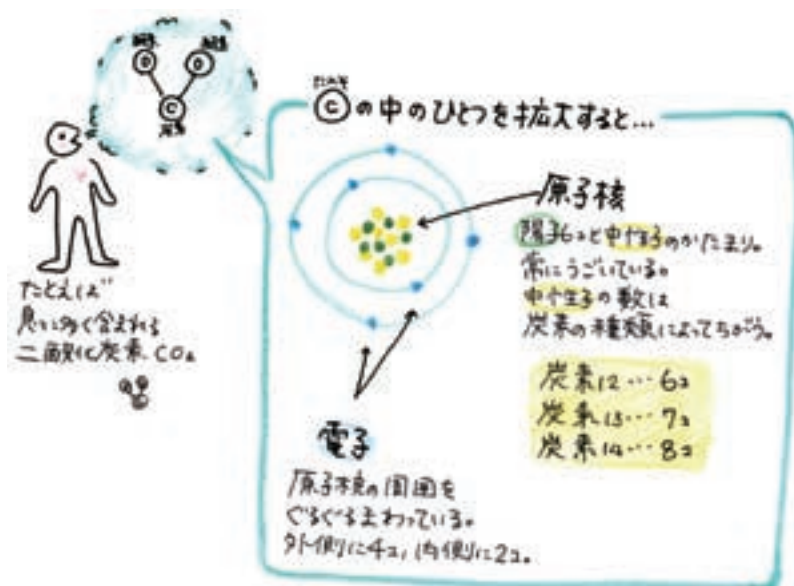 O O
C
たとえば
息に多く含まれる
二酸化炭素 CO₂
たんそ
Cの中のひとつを拡大すると…
原子核
陽子6コと中性子のかたまり。
常にうごいている。
中性子の数は
炭素の種類によってちがう。
炭素12…6コ
炭素13…7コ
炭素14…8コ
電子
原子核の周囲を
ぐるぐるまわっている。
外側に4コ,内側に2コ。